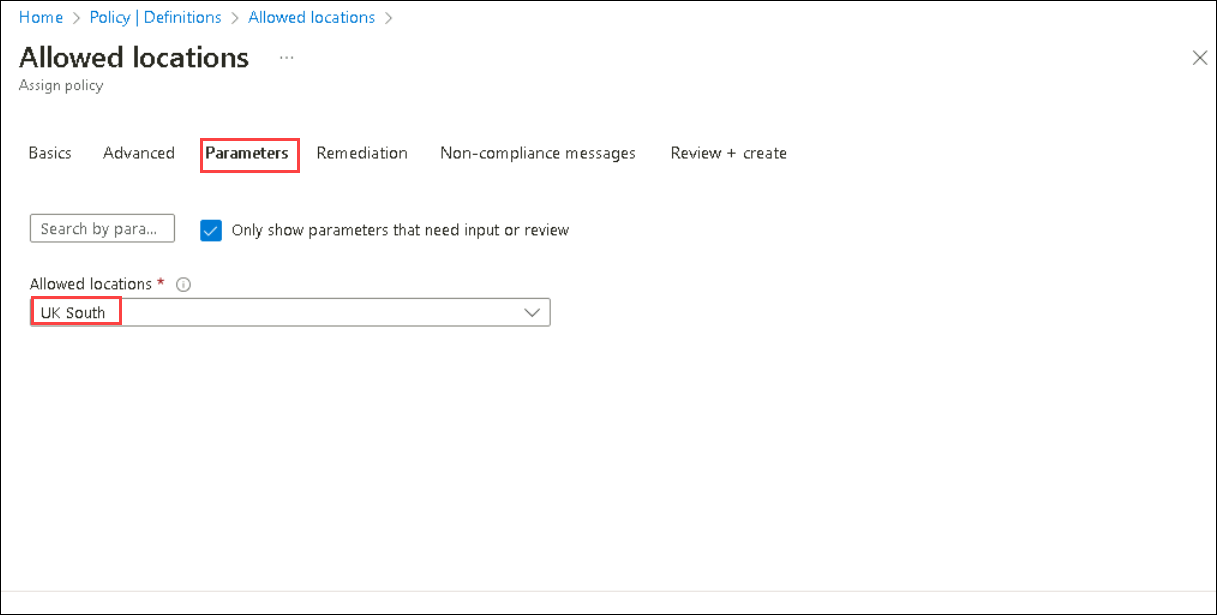 Home > Policy | Definitions > Allowed locations >
Allowed locations ...
Assign policy
Basics Advanced Parameters Remediation Non-compliance messages Review + create
Search by para... Only show parameters that need input or review
Allowed locations *
UK South